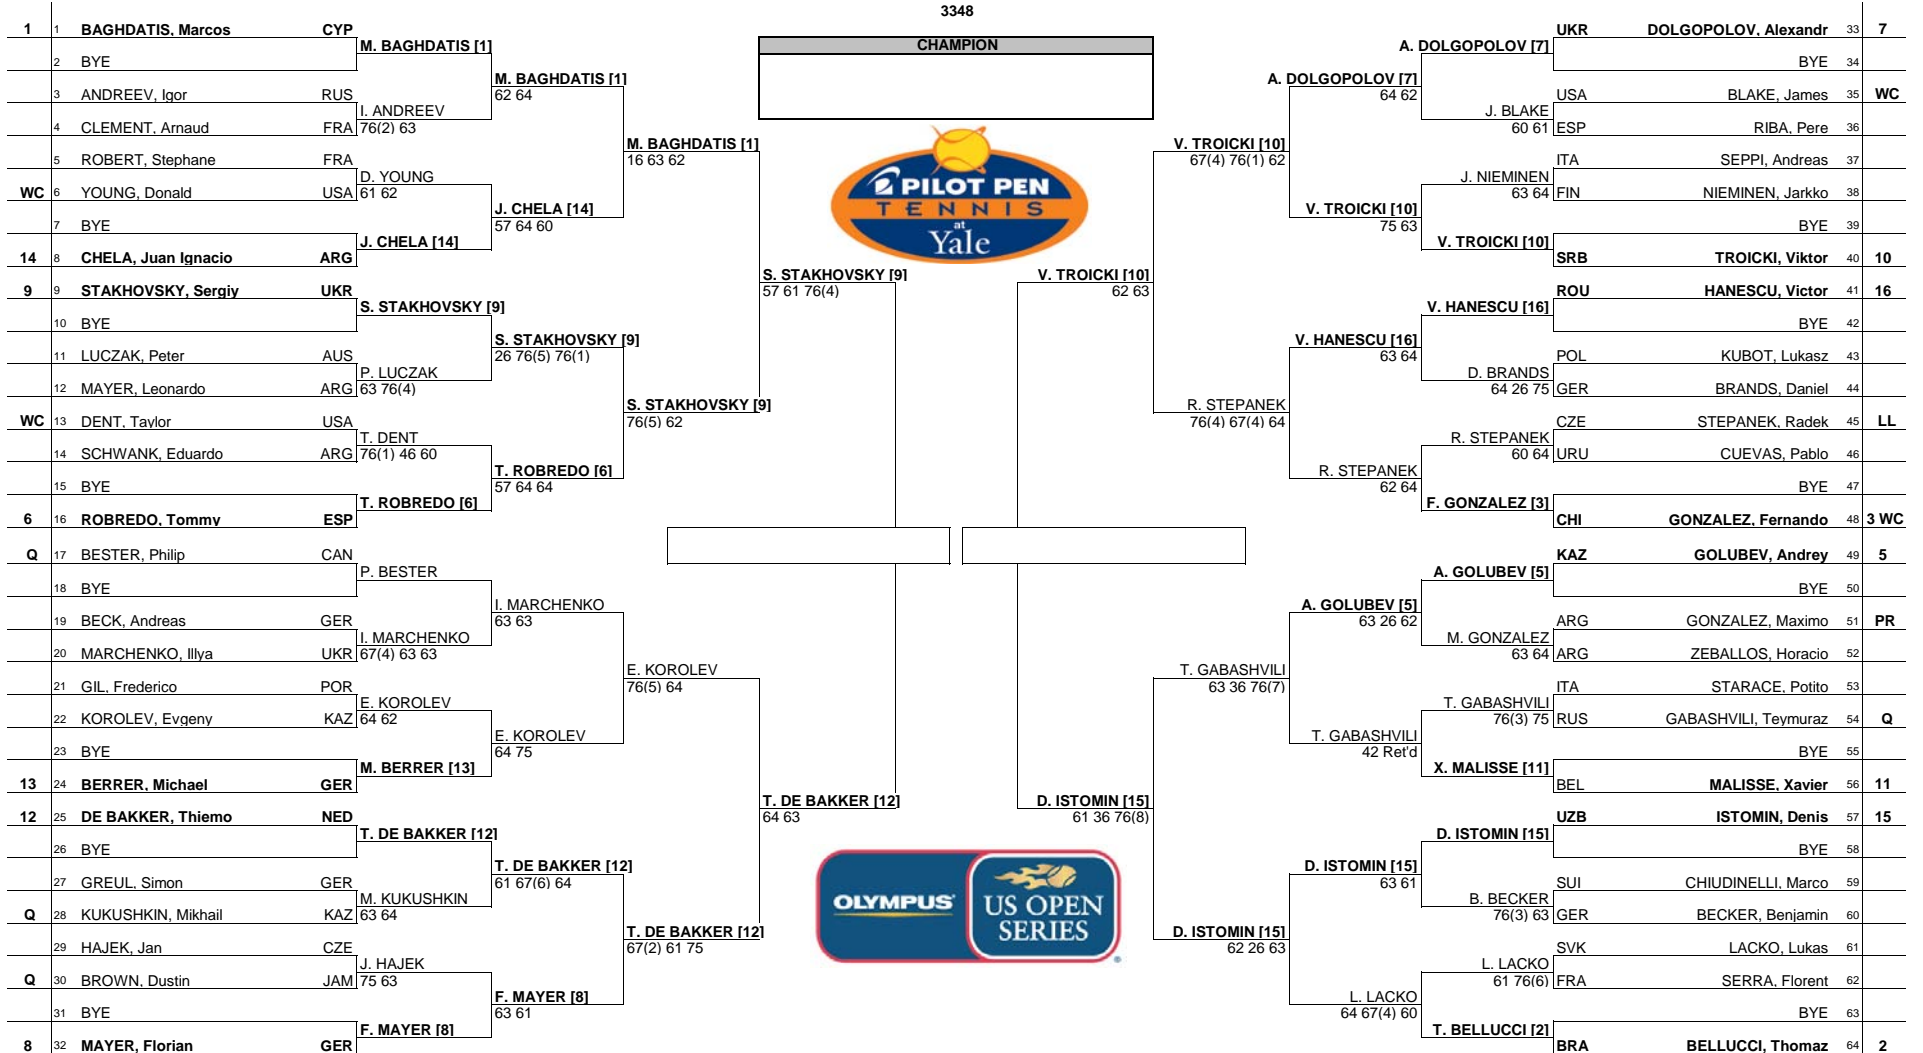 3348
CHAMPION
PILOT PEN
TENNIS
at
Yale
1 1 BAGHDATIS, Marcos CYP
M. BAGHDATIS [1]
2 BYE
M. BAGHDATIS [1]
62 64
3 ANDREEV, Igor RUS
I. ANDREEV
4 CLEMENT, Arnaud FRA 76(2) 63
M. BAGHDATIS [1]
16 63 62
5 ROBERT, Stephane FRA
D. YOUNG
WC 6 YOUNG, Donald USA 61 62
J. CHELA [14]
57 64 60
7 BYE
J. CHELA [14]
14 8 CHELA, Juan Ignacio ARG
S. STAKHOVSKY [9]
57 61 76(4)
9 9 STAKHOVSKY, Sergiy UKR
S. STAKHOVSKY [9]
10 BYE
S. STAKHOVSKY [9]
26 76(5) 76(1)
11 LUCZAK, Peter AUS
P. LUCZAK
12 MAYER, Leonardo ARG 63 76(4)
S. STAKHOVSKY [9]
76(5) 62
WC 13 DENT, Taylor USA
T. DENT
14 SCHWANK, Eduardo ARG 76(1) 46 60
T. ROBREDO [6]
57 64 64
15 BYE
T. ROBREDO [6]
6 16 ROBREDO, Tommy ESP
Q 17 BESTER, Philip CAN
P. BESTER
18 BYE
I. MARCHENKO
63 63
19 BECK, Andreas GER
I. MARCHENKO
20 MARCHENKO, Illya UKR 67(4) 63 63
E. KOROLEV
76(5) 64
21 GIL, Frederico POR
E. KOROLEV
22 KOROLEV, Evgeny KAZ 64 62
E. KOROLEV
64 75
23 BYE
M. BERRER [13]
13 24 BERRER, Michael GER
T. DE BAKKER [12]
64 63
12 25 DE BAKKER, Thiemo NED
T. DE BAKKER [12]
26 BYE
T. DE BAKKER [12]
61 67(6) 64
27 GREUL, Simon GER
M. KUKUSHKIN
Q 28 KUKUSHKIN, Mikhail KAZ 63 64
T. DE BAKKER [12]
67(2) 61 75
29 HAJEK, Jan CZE
J. HAJEK
Q 30 BROWN, Dustin JAM 75 63
F. MAYER [8]
63 61
31 BYE
F. MAYER [8]
8 32 MAYER, Florian GER
UKR DOLGOPOLOV, Alexandr 33 7
A. DOLGOPOLOV [7]
BYE 34
A. DOLGOPOLOV [7]
64 62
USA BLAKE, James 35 WC
J. BLAKE
60 61 ESP RIBA, Pere 36
V. TROICKI [10]
67(4) 76(1) 62
ITA SEPPI, Andreas 37
J. NIEMINEN
63 64 FIN NIEMINEN, Jarkko 38
V. TROICKI [10]
75 63
BYE 39
V. TROICKI [10]
SRB TROICKI, Viktor 40 10
V. TROICKI [10]
62 63
ROU HANESCU, Victor 41 16
V. HANESCU [16]
BYE 42
V. HANESCU [16]
63 64
POL KUBOT, Lukasz 43
D. BRANDS
64 26 75 GER BRANDS, Daniel 44
R. STEPANEK
76(4) 67(4) 64
CZE STEPANEK, Radek 45 LL
R. STEPANEK
60 64 URU CUEVAS, Pablo 46
R. STEPANEK
62 64
BYE 47
F. GONZALEZ [3]
CHI GONZALEZ, Fernando 48 3 WC
KAZ GOLUBEV, Andrey 49 5
A. GOLUBEV [5]
BYE 50
A. GOLUBEV [5]
63 26 62
ARG GONZALEZ, Maximo 51 PR
M. GONZALEZ
63 64 ARG ZEBALLOS, Horacio 52
T. GABASHVILI
63 36 76(7)
ITA STARACE, Potito 53
T. GABASHVILI
76(3) 75 RUS GABASHVILI, Teymuraz 54 Q
T. GABASHVILI
42 Ret'd
BYE 55
X. MALISSE [11]
BEL MALISSE, Xavier 56 11
D. ISTOMIN [15]
61 36 76(8)
UZB ISTOMIN, Denis 57 15
D. ISTOMIN [15]
BYE 58
D. ISTOMIN [15]
63 61
SUI CHIUDINELLI, Marco 59
B. BECKER
76(3) 63 GER BECKER, Benjamin 60
D. ISTOMIN [15]
62 26 63
SVK LACKO, Lukas 61
L. LACKO
61 76(6) FRA SERRA, Florent 62
L. LACKO
64 67(4) 60
BYE 63
T. BELLUCCI [2]
BRA BELLUCCI, Thomaz 64 2
OLYMPUS
US OPEN
SERIES
®